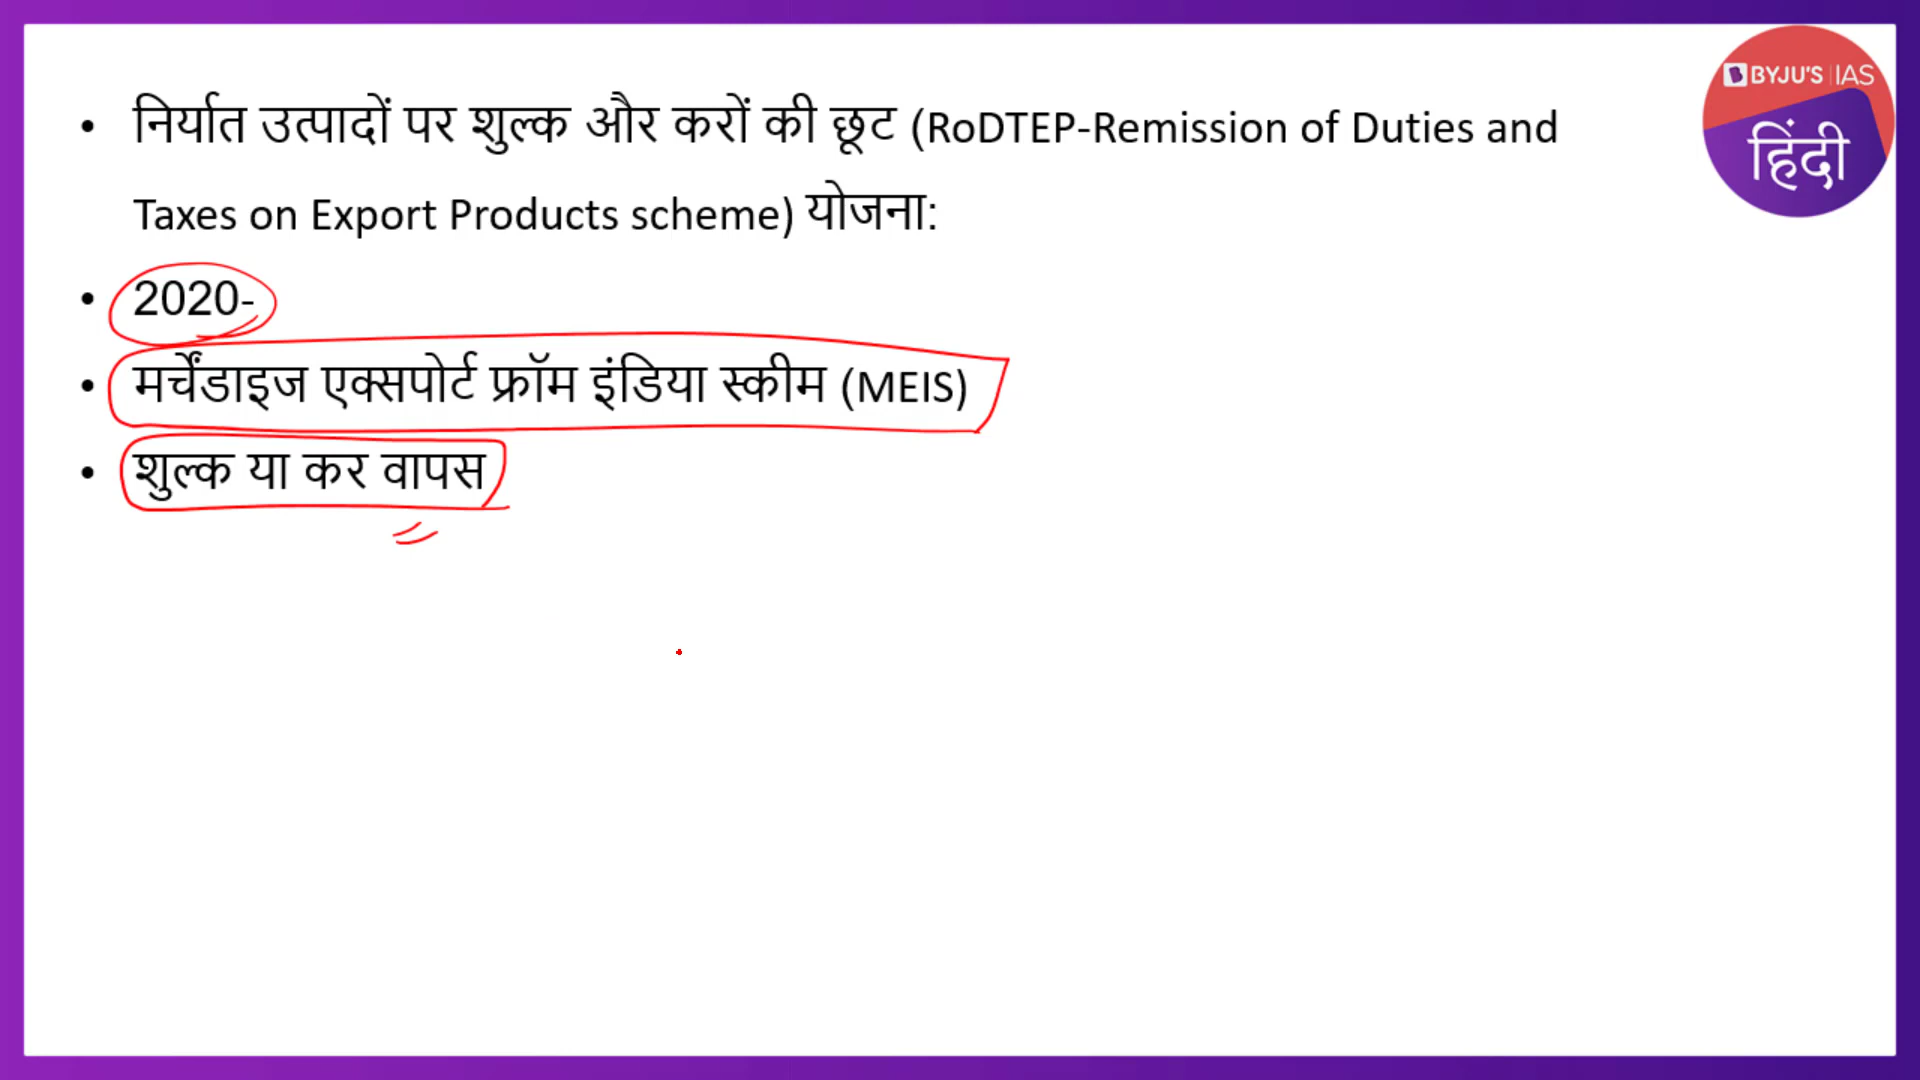 • निर्यात उत्पादों पर शुल्क और करों की छूट (RoDTEP-Remission of Duties and
Taxes on Export Products scheme) योजना:
• 2020-
• मर्चेंडाइज एक्सपोर्ट फ्रॉम इंडिया स्कीम (MEIS)
• शुल्क या कर वापस
BYJU'S IAS
हिंदी